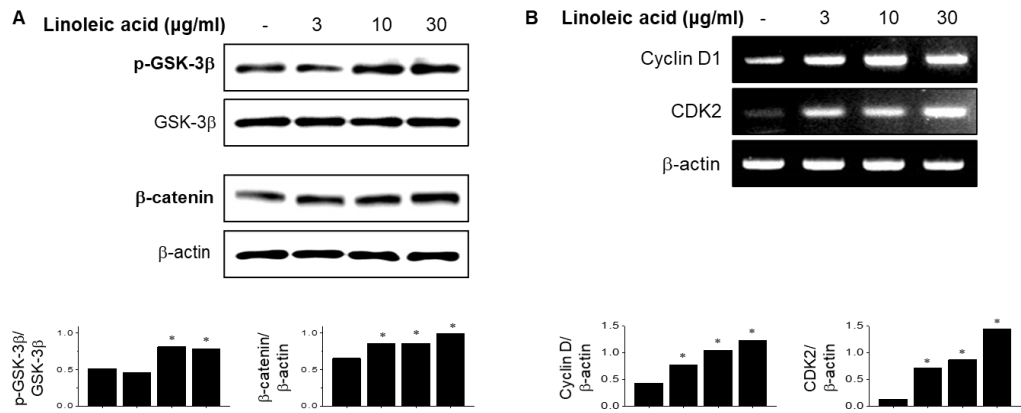 A
Linoleic acid (μg/ml) - 3 10 30
p-GSK-3β
GSK-3β
β-catenin
β-actin
p-GSK-3β/
GSK-3β
1.0
0.5
0.0
* *
β-catenin/
β-actin
1.0
0.5
0.0
* * *
B
Linoleic acid (μg/ml) - 3 10 30
Cyclin D1
CDK2
β-actin
Cyclin D/
β-actin
1.5
1.0
0.5
0.0
* * *
CDK2/
β-actin
1.5
1.0
0.5
0.0
* * *